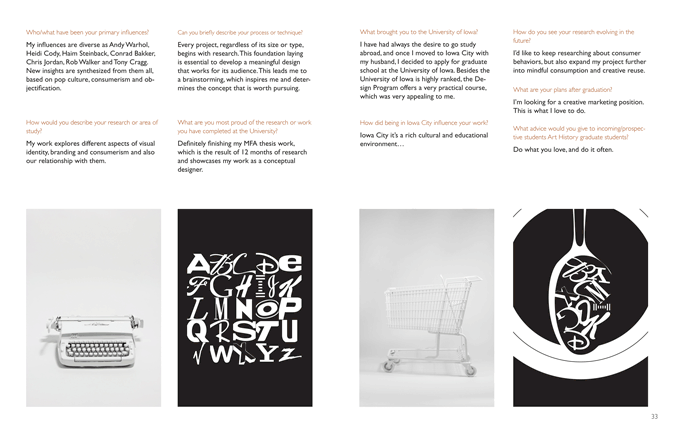 Who/what have been your primary influences?
My influences are diverse as Andy Warhol,
Heidi Cody, Haim Steinback, Conrad Bakker,
Chris Jordan, Rob Walker and Tony Cragg.
New insights are synthesized from them all,
based on pop culture, consumerism and ob-
jectification.
How would you describe your research or area of
study?
My work explores different aspects of visual
identity, branding and consumerism and also
our relationship with them.
Can you briefly describe your process or technique?
Every project, regardless of its size or type,
begins with research. This foundation laying
is essential to develop a meaningful design
that works for its audience. This leads me to
a brainstorming, which inspires me and deter-
mines the concept that is worth pursuing.
What are you most proud of the research or work
you have completed at the University?
Definitely finishing my MFA thesis work,
which is the result of 12 months of research
and showcases my work as a conceptual
designer.
What brought you to the University of Iowa?
I have had always the desire to go study
abroad, and once I moved to Iowa City with
my husband, I decided to apply for graduate
school at the University of Iowa. Besides the
University of Iowa is highly ranked, the De-
sign Program offers a very practical course,
which was very appealing to me.
How did being in Iowa City influence your work?
Iowa City it's a rich cultural and educational
environment…
How do you see your research evolving in the
future?
I'd like to keep researching about consumer
behaviors, but also expand my project further
into mindful consumption and creative reuse.
What are your plans after graduation?
I'm looking for a creative marketing position.
This is what I love to do.
What advice would you give to incoming/prospec-
tive students Art History graduate students?
Do what you love, and do it often.
A B C D e
F G H I J K
L M N O P
Q R S T U
V W X Y Z
33